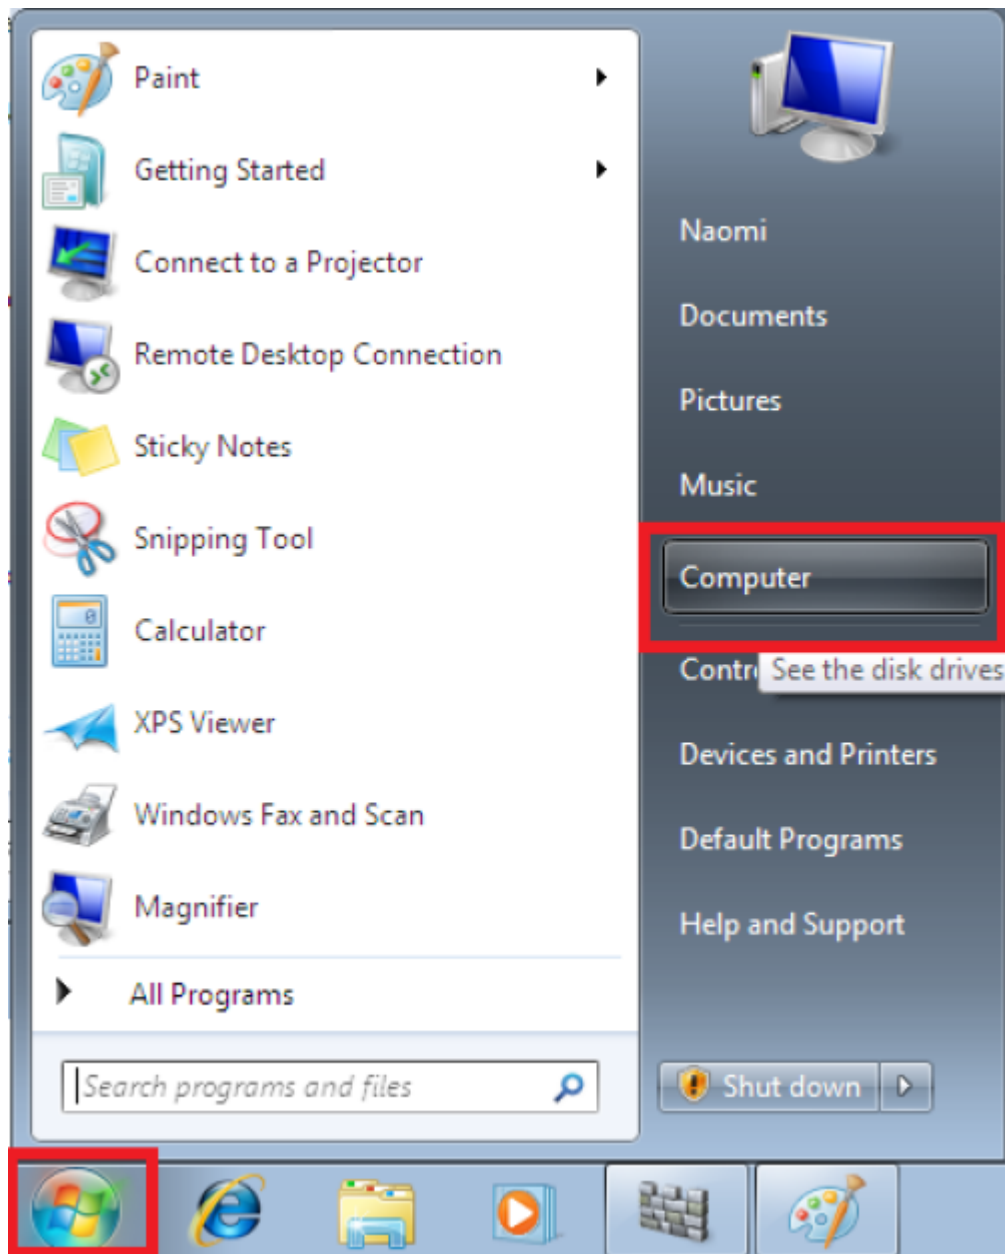 Paint
Getting Started
Connect to a Projector
Remote Desktop Connection
Sticky Notes
Snipping Tool
Calculator
XPS Viewer
Windows Fax and Scan
Magnifier
All Programs
Search programs and files
Naomi
Documents
Pictures
Music
Computer
Contr
See the disk drives
Devices and Printers
Default Programs
Help and Support
Shut down